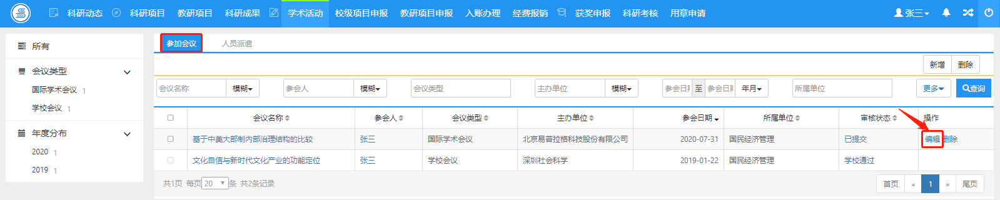 科研动态 科研项目 教研项目 科研成果 学术活动 校级项目申报 教研项目申报 入账办理 经费报销 获奖申报 科研考核 用章申请 张三
所有
会议类型
国际学术会议 1
学校会议 1
年度分布
2020 1
2019 1
参加会议 人员派遣
新增 删除
会议名称 模糊 参会人 模糊 会议类型 主办单位 模糊 参会日期 至 参会日期 年月 所属单位 更多 查询
会议名称 参会人 会议类型 主办单位 参会日期 所属单位 审核状态 操作
基于中美大部制内部治理结构的比较 张三 国际学术会议 北京易普拉格科技股份有限公司 2020-07-31 国民经济管理 已提交 编辑 删除
文化自信与新时代文化产业的功能定位 张三 学校会议 深圳社会科学 2019-01-22 国民经济管理 学校通过
共1页 每页 20 条 共2条记录 首页 « 1 » 尾页